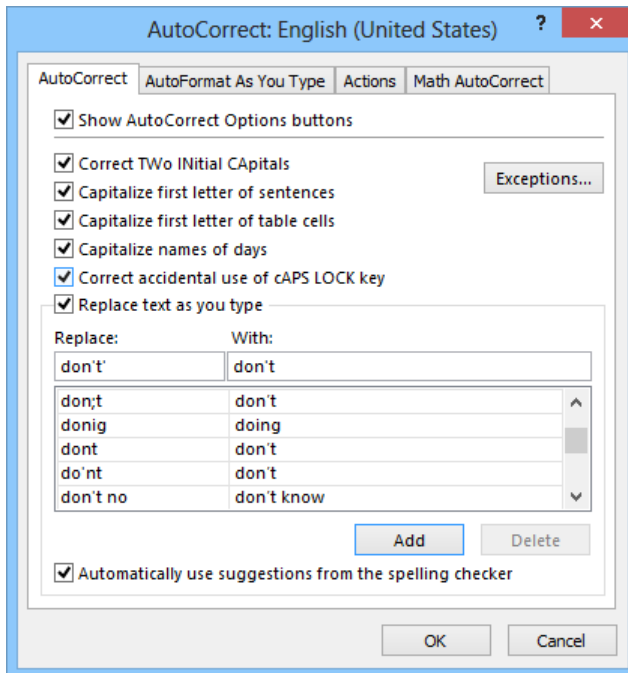 AutoCorrect: English (United States) ?
AutoCorrect AutoFormat As You Type Actions Math AutoCorrect
Show AutoCorrect Options buttons
Correct TWo INitial CApitals
Exceptions...
Capitalize first letter of sentences
Capitalize first letter of table cells
Capitalize names of days
Correct accidental use of cAPS LOCK key
Replace text as you type
Replace: With:
don't' don't
don;t don't
donig doing
dont don't
do'nt don't
don't no don't know
Add Delete
Automatically use suggestions from the spelling checker
OK Cancel